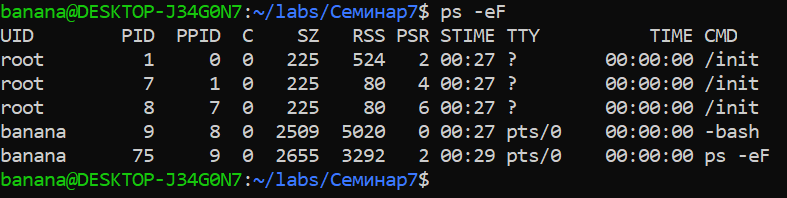 banana@DESKTOP-J34G0N7:~/labs/Семинар7$ ps -eF
UID        PID  PPID  C    SZ   RSS PSR STIME TTY          TIME CMD
root         1     0  0   225   524   2 00:27 ?        00:00:00 /init
root         7     1  0   225    80   4 00:27 ?        00:00:00 /init
root         8     7  0   225    80   6 00:27 ?        00:00:00 /init
banana       9     8  0  2509  5020   0 00:27 pts/0    00:00:00 -bash
banana      75     9  0  2655  3292   2 00:29 pts/0    00:00:00 ps -eF
banana@DESKTOP-J34G0N7:~/labs/Семинар7$